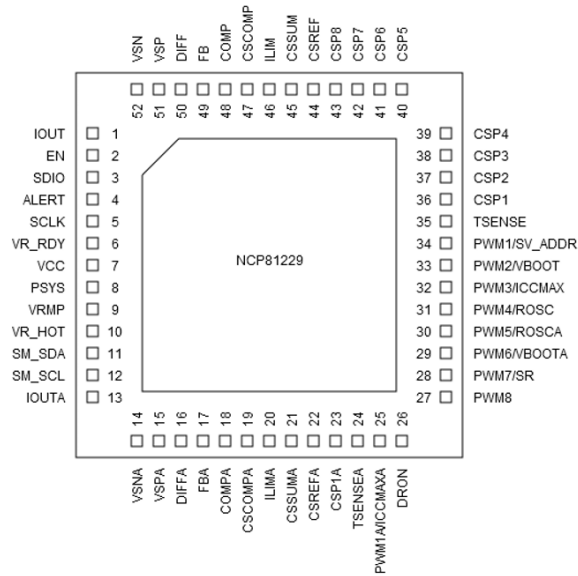 VSN
VSP
DIFF
FB
COMP
CSCOMP
ILIM
CSSUM
CSREF
CSP8
CSP7
CSP6
CSP5
52
51
50
49
48
47
46
45
44
43
42
41
40
IOUT 1
EN 2
SDIO 3
ALERT 4
SCLK 5
VR_RDY 6
VCC 7
PSYS 8
VRMP 9
VR_HOT 10
SM_SDA 11
SM_SCL 12
IOUTA 13
NCP81229
39 CSP4
38 CSP3
37 CSP2
36 CSP1
35 TSENSE
34 PWM1/SV_ADDR
33 PWM2/VBOOT
32 PWM3/ICCMAX
31 PWM4/ROSC
30 PWM5/ROSCA
29 PWM6/VBOOTA
28 PWM7/SR
27 PWM8
14
15
16
17
18
19
20
21
22
23
24
25
26
VSNA
VSPA
DIFFA
FBA
COMPA
CSCOMPA
ILIMA
CSSUMA
CSREFA
CSP1A
TSENSEA
PWM1A/ICCMAXA
DRON